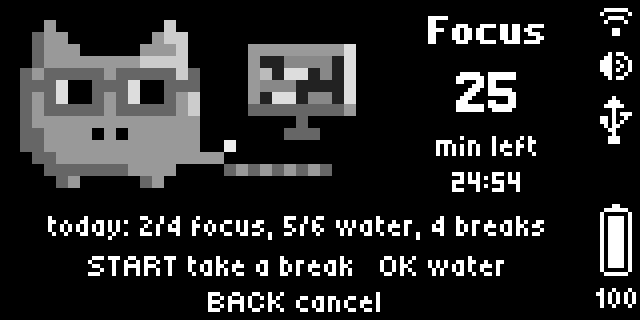 Focus
25
min left
24:54
today: 2/4 focus, 5/6 water, 4 breaks
START take a break OK water
BACK cancel
100